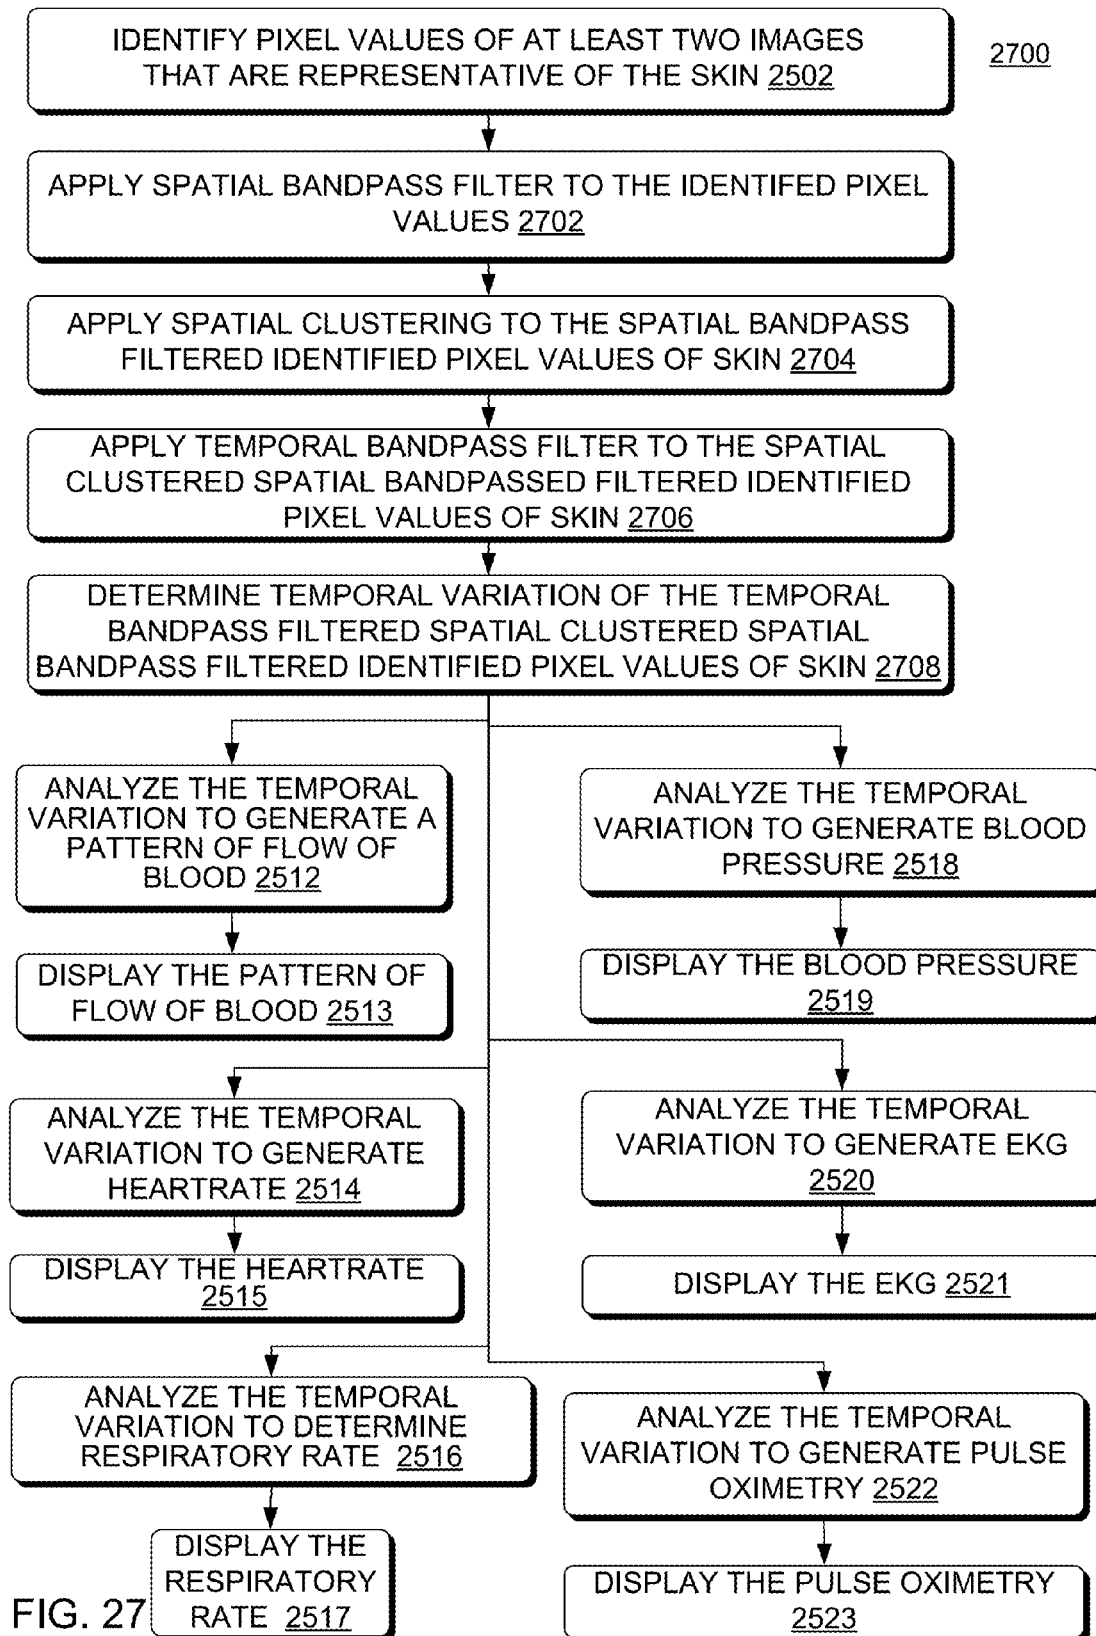 IDENTIFY PIXEL VALUES OF AT LEAST TWO IMAGES
THAT ARE REPRESENTATIVE OF THE SKIN 2502
2700
APPLY SPATIAL BANDPASS FILTER TO THE IDENTIFED PIXEL
VALUES 2702
APPLY SPATIAL CLUSTERING TO THE SPATIAL BANDPASS
FILTERED IDENTIFIED PIXEL VALUES OF SKIN 2704
APPLY TEMPORAL BANDPASS FILTER TO THE SPATIAL
CLUSTERED SPATIAL BANDPASSED FILTERED IDENTIFIED
PIXEL VALUES OF SKIN 2706
DETERMINE TEMPORAL VARIATION OF THE TEMPORAL
BANDPASS FILTERED SPATIAL CLUSTERED SPATIAL
BANDPASS FILTERED IDENTIFIED PIXEL VALUES OF SKIN 2708
ANALYZE THE TEMPORAL
VARIATION TO GENERATE A
PATTERN OF FLOW OF
BLOOD 2512
DISPLAY THE PATTERN OF
FLOW OF BLOOD 2513
ANALYZE THE TEMPORAL
VARIATION TO GENERATE BLOOD
PRESSURE 2518
DISPLAY THE BLOOD PRESSURE
2519
ANALYZE THE TEMPORAL
VARIATION TO GENERATE
HEARTRATE 2514
DISPLAY THE HEARTRATE
2515
ANALYZE THE TEMPORAL
VARIATION TO GENERATE EKG
2520
DISPLAY THE EKG 2521
ANALYZE THE TEMPORAL
VARIATION TO DETERMINE
RESPIRATORY RATE 2516
DISPLAY THE
RESPIRATORY
RATE 2517
ANALYZE THE TEMPORAL
VARIATION TO GENERATE PULSE
OXIMETRY 2522
DISPLAY THE PULSE OXIMETRY
2523
FIG. 27